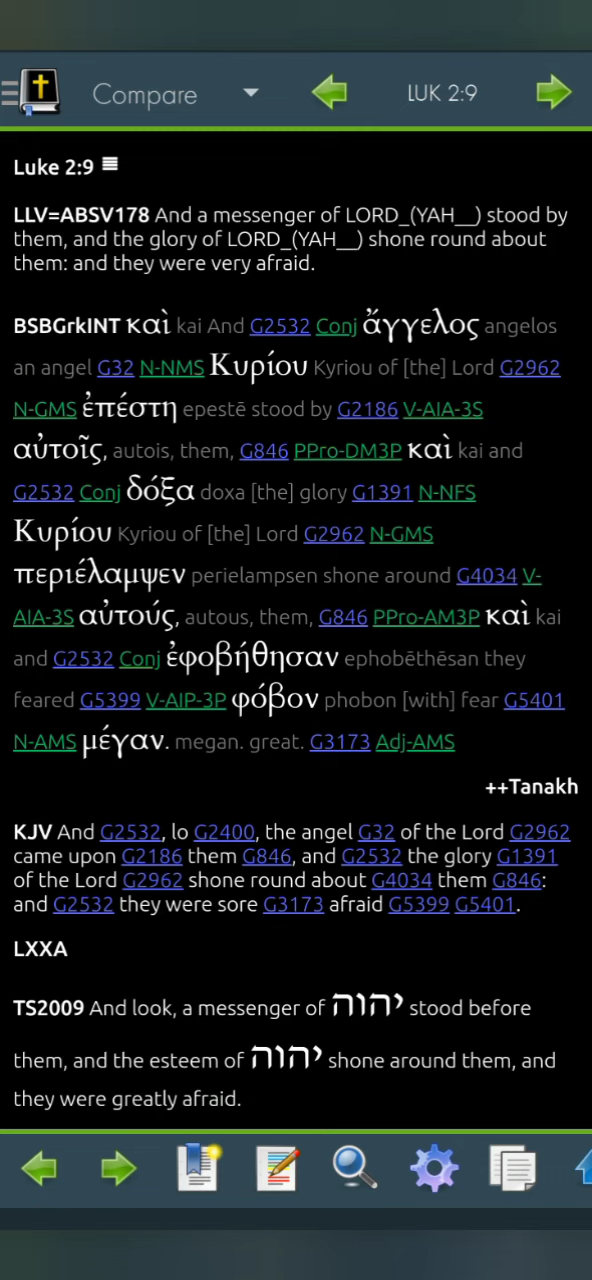 Compare
LUK 2:9
Luke 2:9
LLV=ABSV178 And a messenger of LORD_(YAH__) stood by
them, and the glory of LORD_(YAH__) shone round about
them: and they were very afraid.
BSBGrkINT καὶ kai And G2532 Conj ἄγγελος angelos
an angel G32 N-NMS Κυρίου Kyriou of [the] Lord G2962
N-GMS ἐπέστη epestē stood by G2186 V-AIA-3S
αὐτοῖς, autois, them, G846 PPro-DM3P καὶ kai and
G2532 Conj δόξα doxa [the] glory G1391 N-NFS
Κυρίου Kyriou of [the] Lord G2962 N-GMS
περιέλαμψεν perielampsen shone around G4034 V-
AIA-3S αὐτούς, autous, them, G846 PPro-AM3P καὶ kai
and G2532 Conj ἐφοβήθησαν ephobēthēsan they
feared G5399 V-AIP-3P φόβον phobon [with] fear G5401
N-AMS μέγαν. megan. great. G3173 Adj-AMS
++Tanakh
KJV And G2532, lo G2400, the angel G32 of the Lord G2962
came upon G2186 them G846, and G2532 the glory G1391
of the Lord G2962 shone round about G4034 them G846:
and G2532 they were sore G3173 afraid G5399 G5401.
LXXA
TS2009 And look, a messenger of יהוה stood before
them, and the esteem of יהוה shone around them, and
they were greatly afraid.